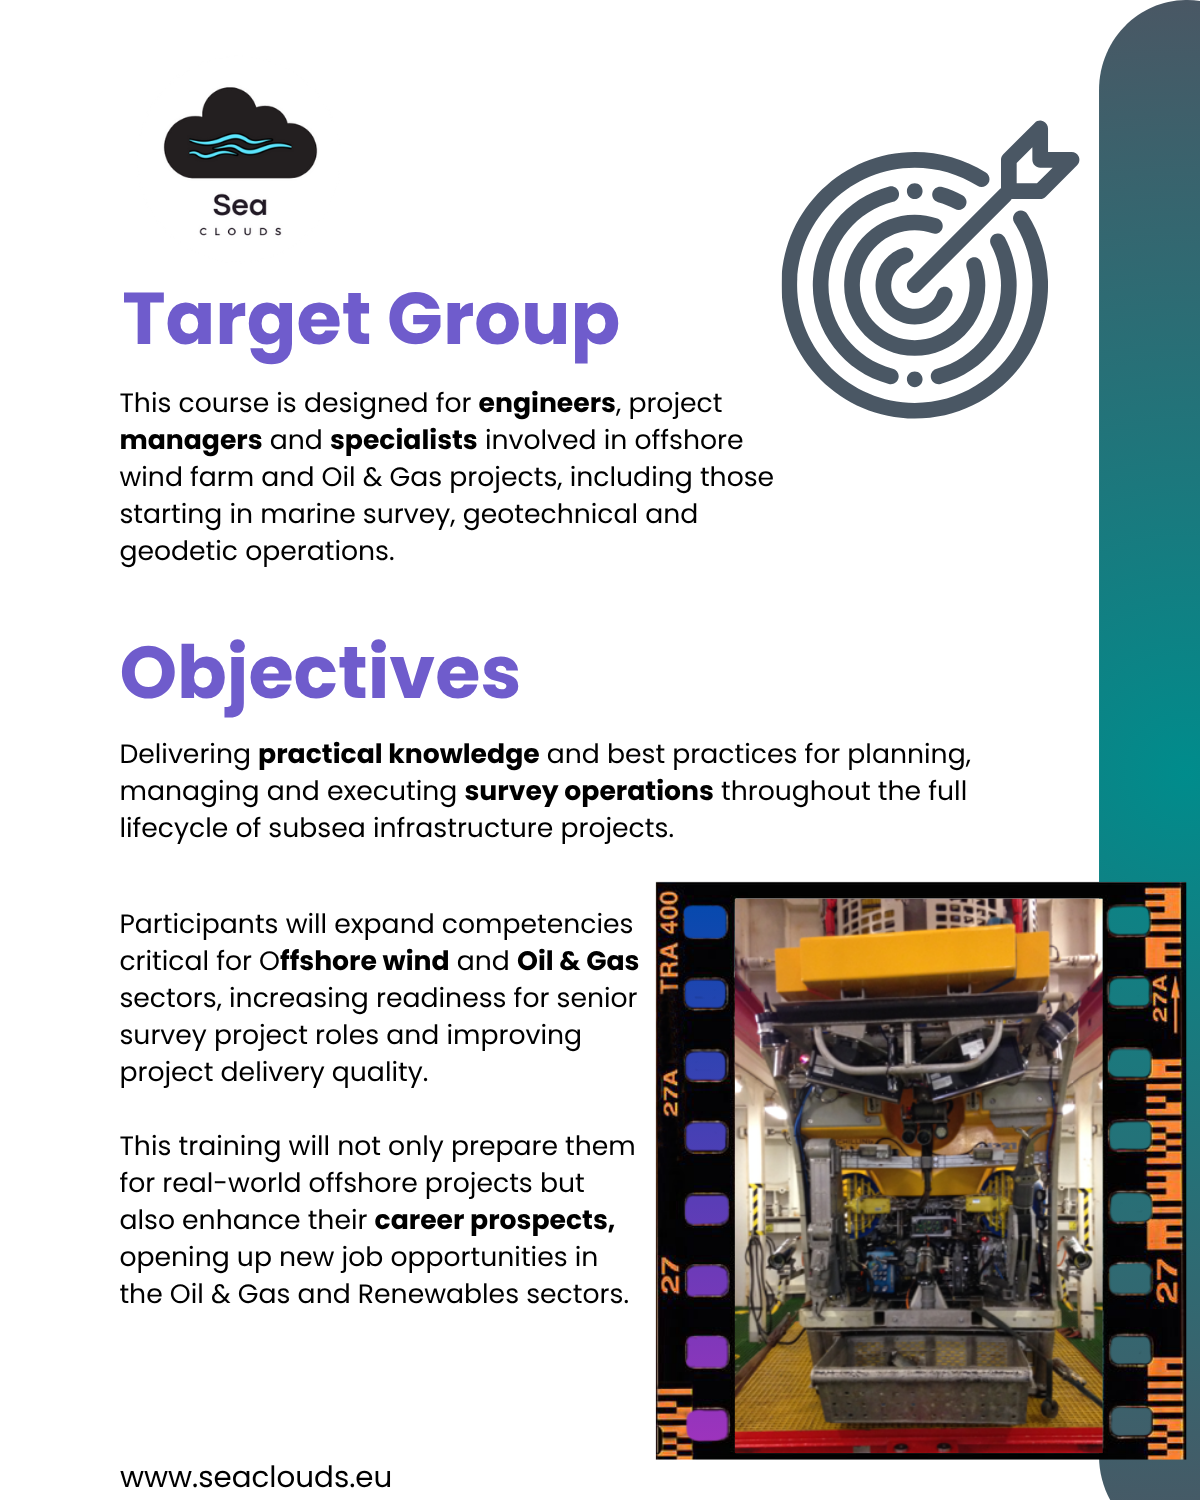 Sea
CLOUDS
Target Group
This course is designed for engineers, project
managers and specialists involved in offshore
wind farm and Oil & Gas projects, including those
starting in marine survey, geotechnical and
geodetic operations.
Objectives
Delivering practical knowledge and best practices for planning,
managing and executing survey operations throughout the full
lifecycle of subsea infrastructure projects.
Participants will expand competencies
critical for Offshore wind and Oil & Gas
sectors, increasing readiness for senior
survey project roles and improving
project delivery quality.
This training will not only prepare them
for real-world offshore projects but
also enhance their career prospects,
opening up new job opportunities in
the Oil & Gas and Renewables sectors.
TRA 400
27A
27
27A
27
www.seaclouds.eu